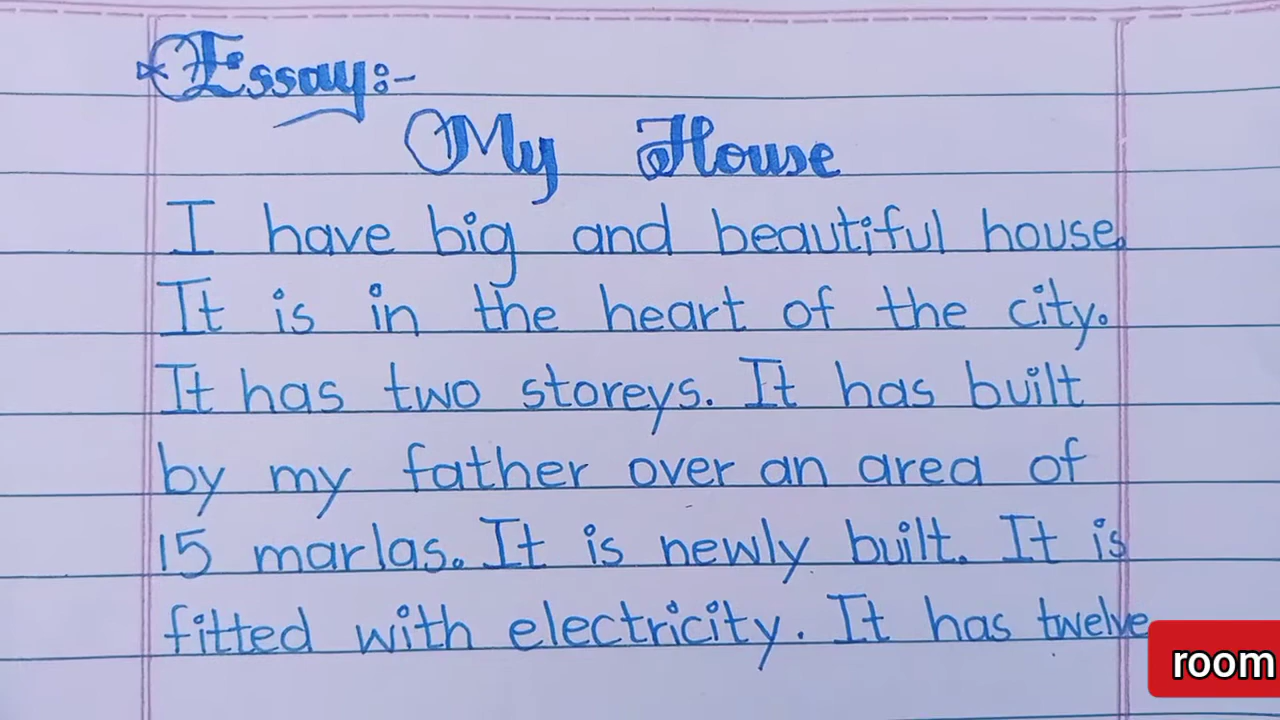 Essay:-
My House
I have big and beautiful house.
It is in the heart of the city.
It has two storeys. It has built
by my father over an area of
15 marlas. It is newly built. It is
fitted with electricity. It has twelve
room